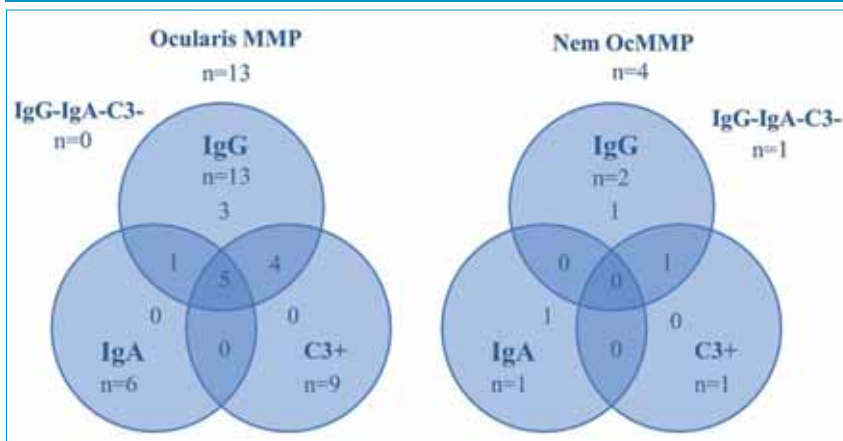 Ocularis MMP
n=13
IgG-IgA-C3-
n=0
IgG
n=13
3
1
5
4
0
0
0
IgA
n=6
C3+
n=9
Nem OcMMP
n=4
IgG-IgA-C3-
n=1
IgG
n=2
1
0
0
1
1
0
0
IgA
n=1
C3+
n=1